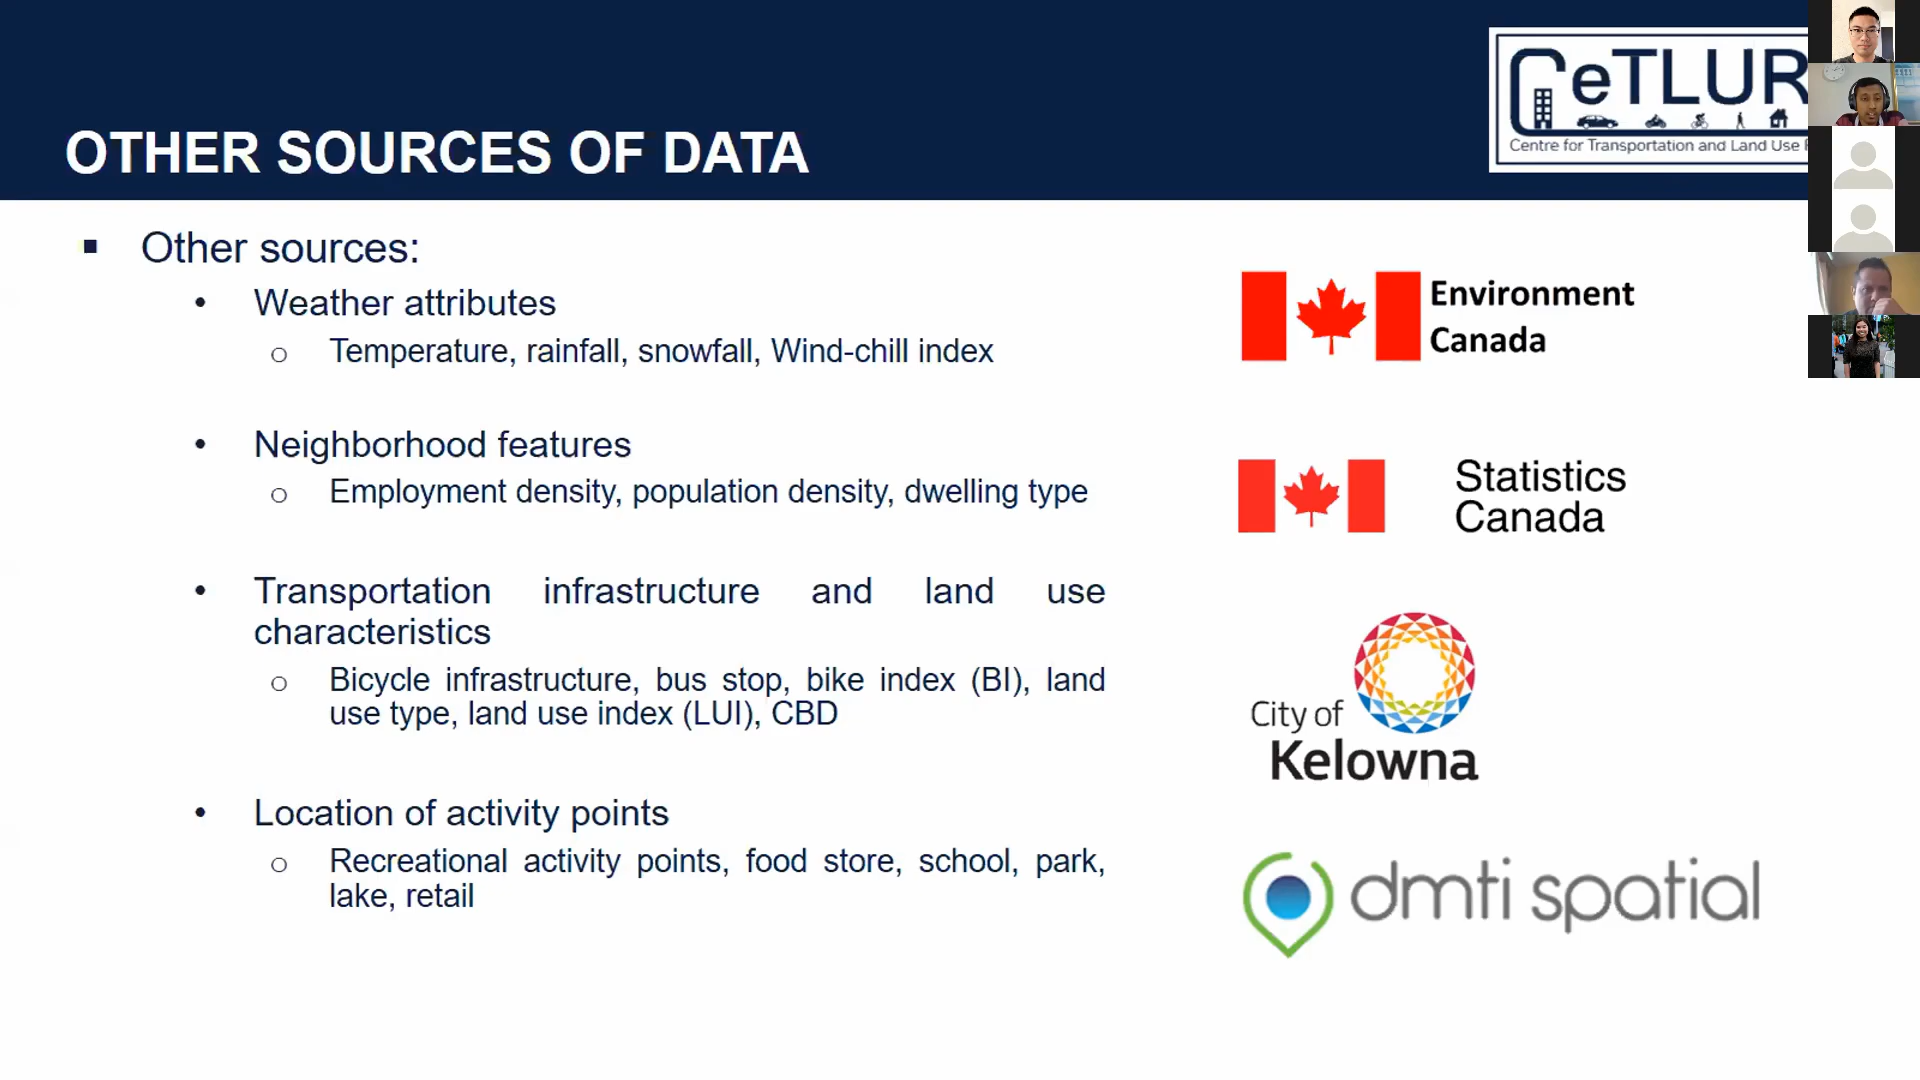 CeTLUR
Centre for Transportation and Land Use
OTHER SOURCES OF DATA
Other sources:
Weather attributes
Temperature, rainfall, snowfall, Wind-chill index
Environment
Canada
Neighborhood features
Employment density, population density, dwelling type
Statistics
Canada
Transportation infrastructure and land use
characteristics
Bicycle infrastructure, bus stop, bike index (BI), land
use type, land use index (LUI), CBD
City of
Kelowna
Location of activity points
Recreational activity points, food store, school, park,
lake, retail
dmti spatial